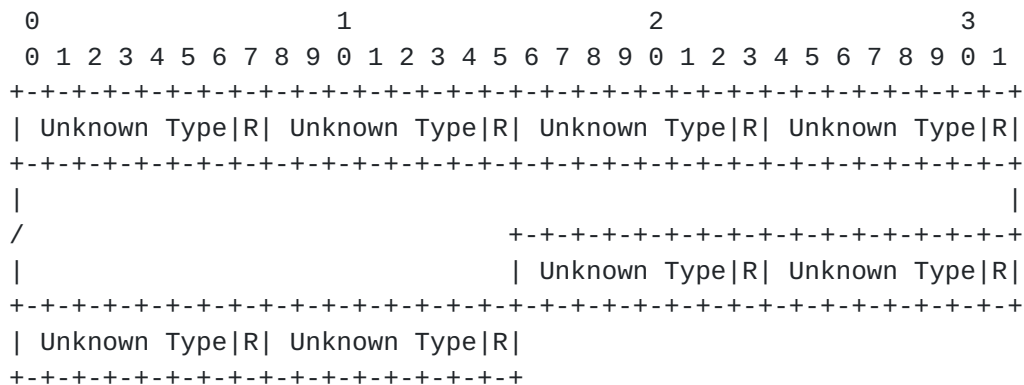 0                   1                   2                   3
 0 1 2 3 4 5 6 7 8 9 0 1 2 3 4 5 6 7 8 9 0 1 2 3 4 5 6 7 8 9 0 1
+-+-+-+-+-+-+-+-+-+-+-+-+-+-+-+-+-+-+-+-+-+-+-+-+-+-+-+-+-+-+-+-+
| Unknown Type|R| Unknown Type|R| Unknown Type|R| Unknown Type|R|
+-+-+-+-+-+-+-+-+-+-+-+-+-+-+-+-+-+-+-+-+-+-+-+-+-+-+-+-+-+-+-+-+
|                                                               |
/                               +-+-+-+-+-+-+-+-+-+-+-+-+-+-+-+-+
|                               | Unknown Type|R| Unknown Type|R|
+-+-+-+-+-+-+-+-+-+-+-+-+-+-+-+-+-+-+-+-+-+-+-+-+-+-+-+-+-+-+-+-+
| Unknown Type|R| Unknown Type|R|
+-+-+-+-+-+-+-+-+-+-+-+-+-+-+-+-+